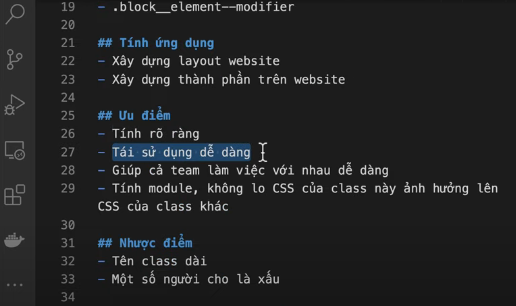 19 - .block__element--modifier
20
21 ## Tính ứng dụng
22 - Xây dựng layout website
23 - Xây dựng thành phần trên website
24
25 ## Ưu điểm
26 - Tính rõ ràng
27 - Tái sử dụng dễ dàng
28 - Giúp cả team làm việc với nhau dễ dàng
29 - Tính module, không lo CSS của class này ảnh hưởng lên
CSS của class khác
30
31 ## Nhược điểm
32 - Tên class dài
33 - Một số người cho là xấu
34